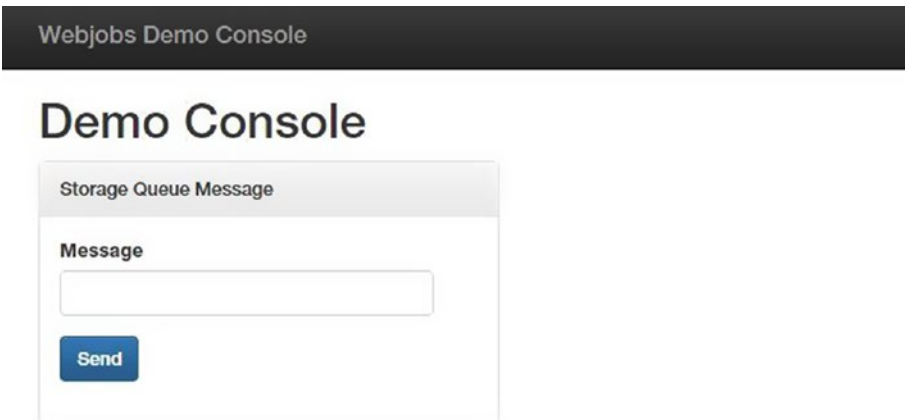 Webjobs Demo Console
Demo Console
Storage Queue Message
Message
Send